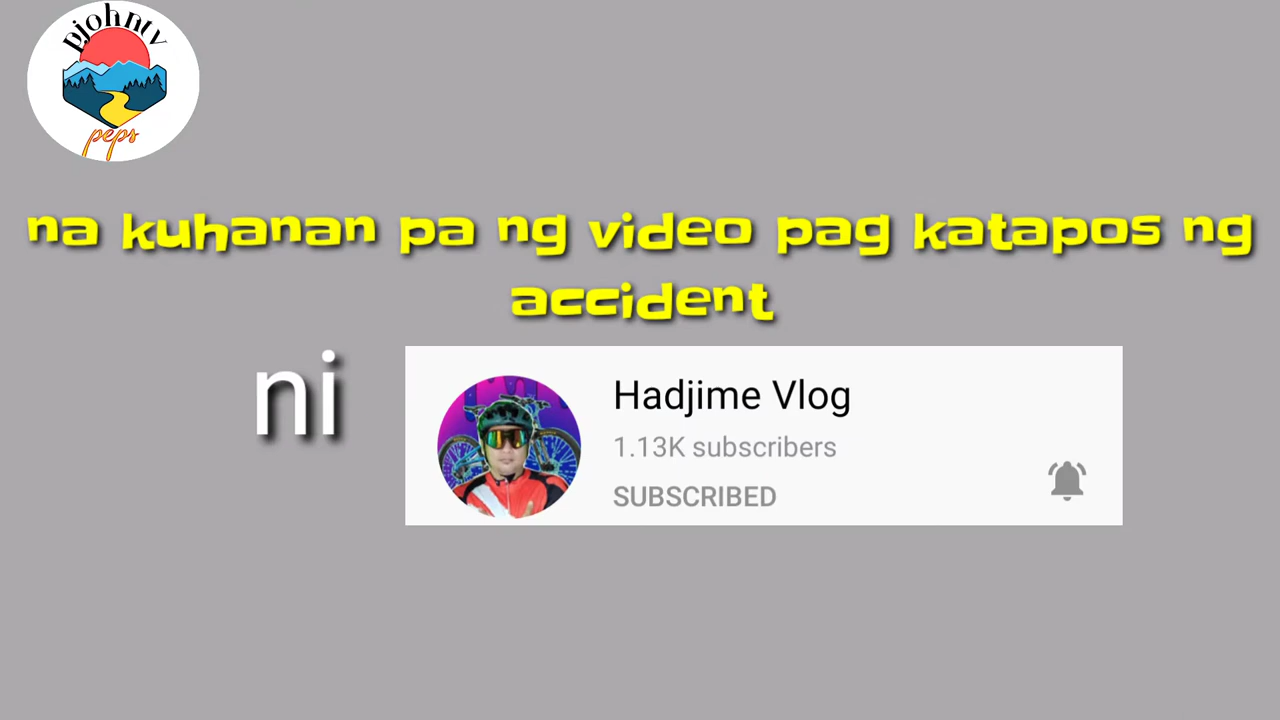 pjohntv
peps
na kuhanan pa ng video pag katapos ng
accident
ni
Hadjime Vlog
1.13K subscribers
SUBSCRIBED